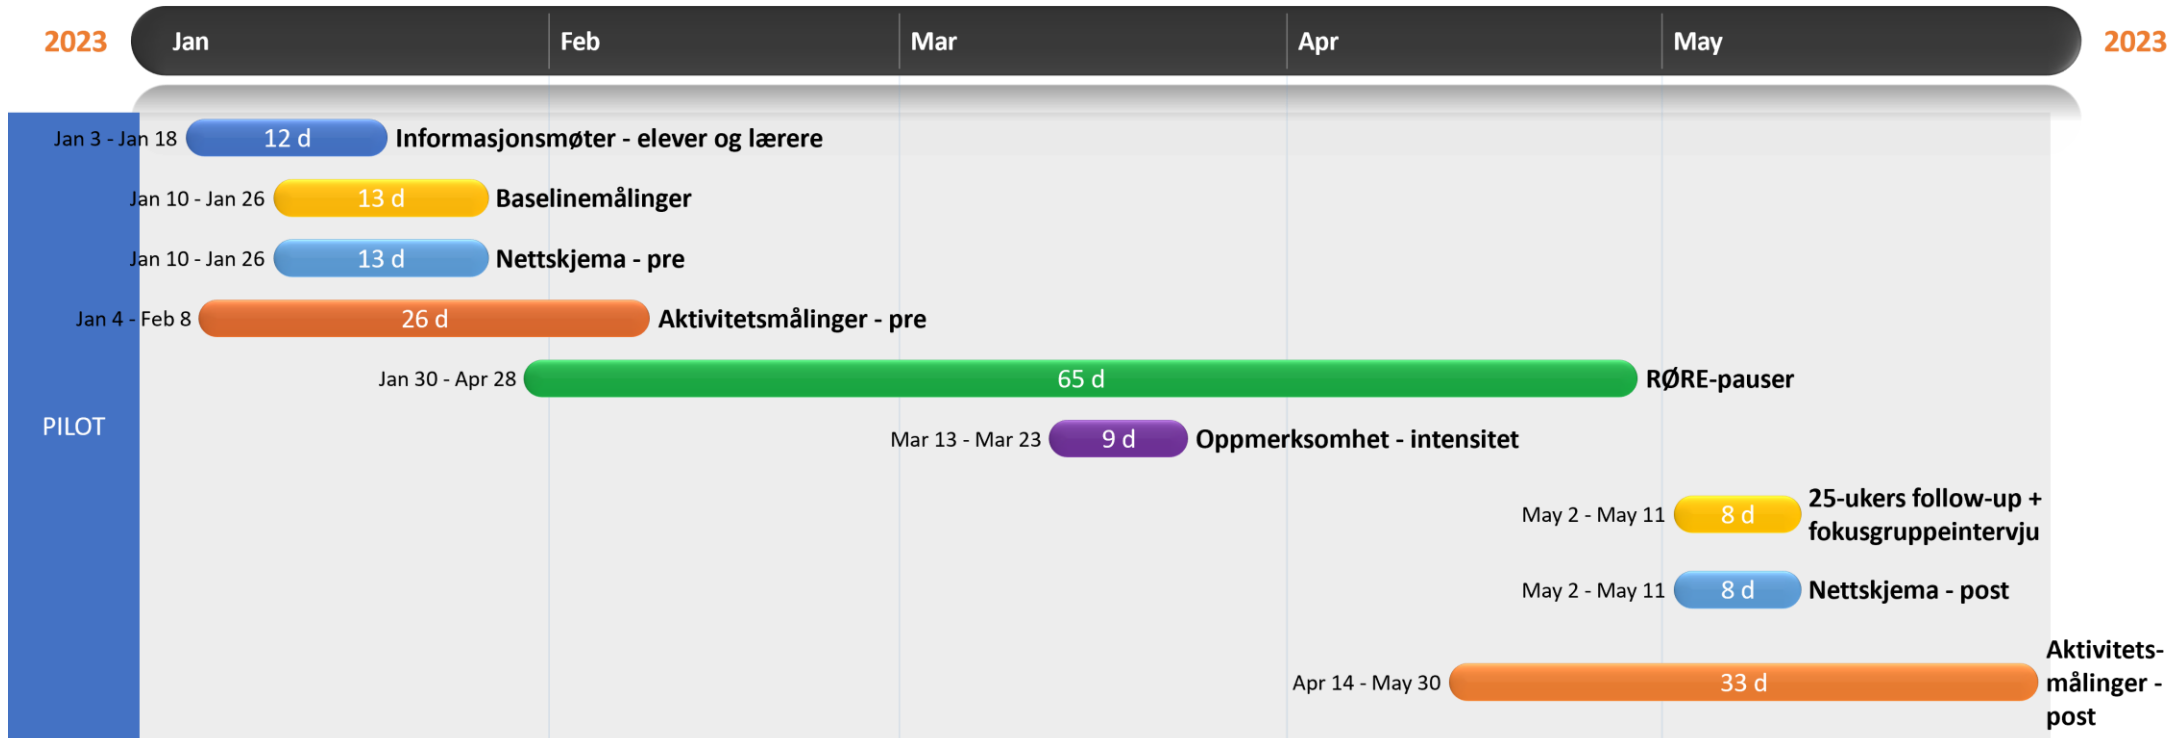 2023 Jan Feb Mar Apr May 2023
Jan 3 - Jan 18 12 d Informasjonsmøter - elever og lærere
Jan 10 - Jan 26 13 d Baselinemålinger
Jan 10 - Jan 26 13 d Nettskjema - pre
Jan 4 - Feb 8 26 d Aktivitetsmålinger - pre
Jan 30 - Apr 28 65 d RØRE-pauser
PILOT
Mar 13 - Mar 23 9 d Oppmerksomhet - intensitet
May 2 - May 11 8 d 25-ukers follow-up +
fokusgruppeintervju
May 2 - May 11 8 d Nettskjema - post
Apr 14 - May 30 33 d Aktivitets-
målinger -
post